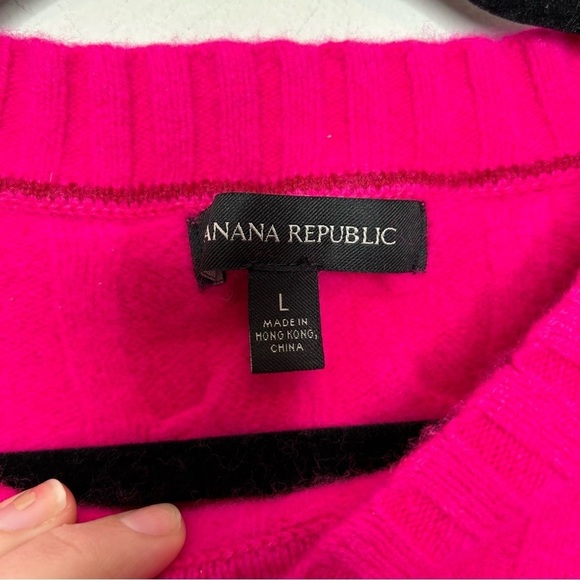 ANANA REPUBLIC
L
MADE IN
HONG KONG,
CHINA